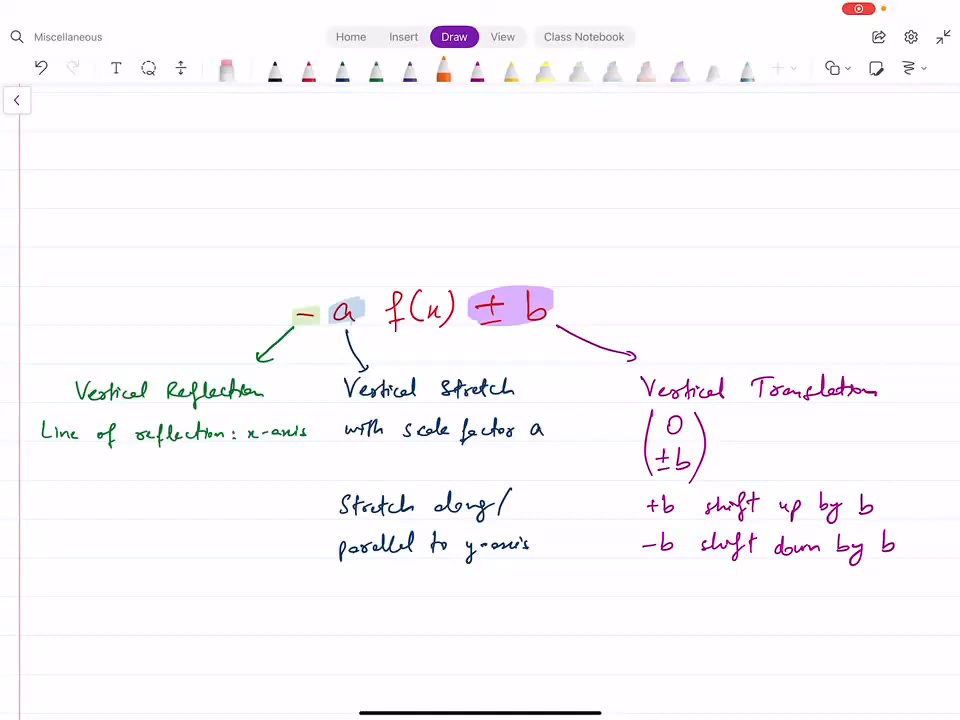 Miscellaneous
Home Insert Draw View Class Notebook
T
- a f(x) ± b
Vertical Reflection
Line of reflection: x-axis
Vertical Stretch
with scale factor a
Stretch along/
parallel to y-axis
Vertical Translation
0
±b
+b shift up by b
-b shift down by b